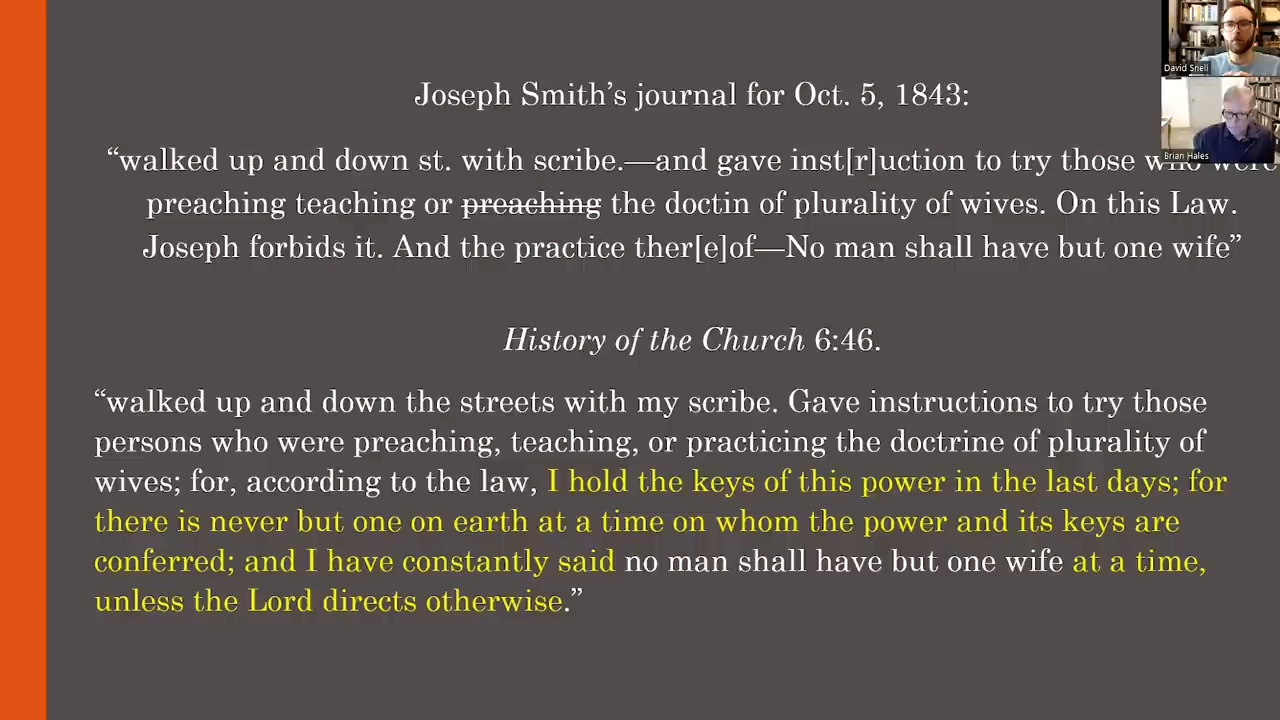 David Snell
Brian Hales
Joseph Smith’s journal for Oct. 5, 1843:
“walked up and down st. with scribe.—and gave inst[r]uction to try those who were
preaching teaching or preaching the doctin of plurality of wives. On this Law.
Joseph forbids it. And the practice ther[e]of—No man shall have but one wife”
History of the Church 6:46.
“walked up and down the streets with my scribe. Gave instructions to try those
persons who were preaching, teaching, or practicing the doctrine of plurality of
wives; for, according to the law, I hold the keys of this power in the last days; for
there is never but one on earth at a time on whom the power and its keys are
conferred; and I have constantly said no man shall have but one wife at a time,
unless the Lord directs otherwise.”